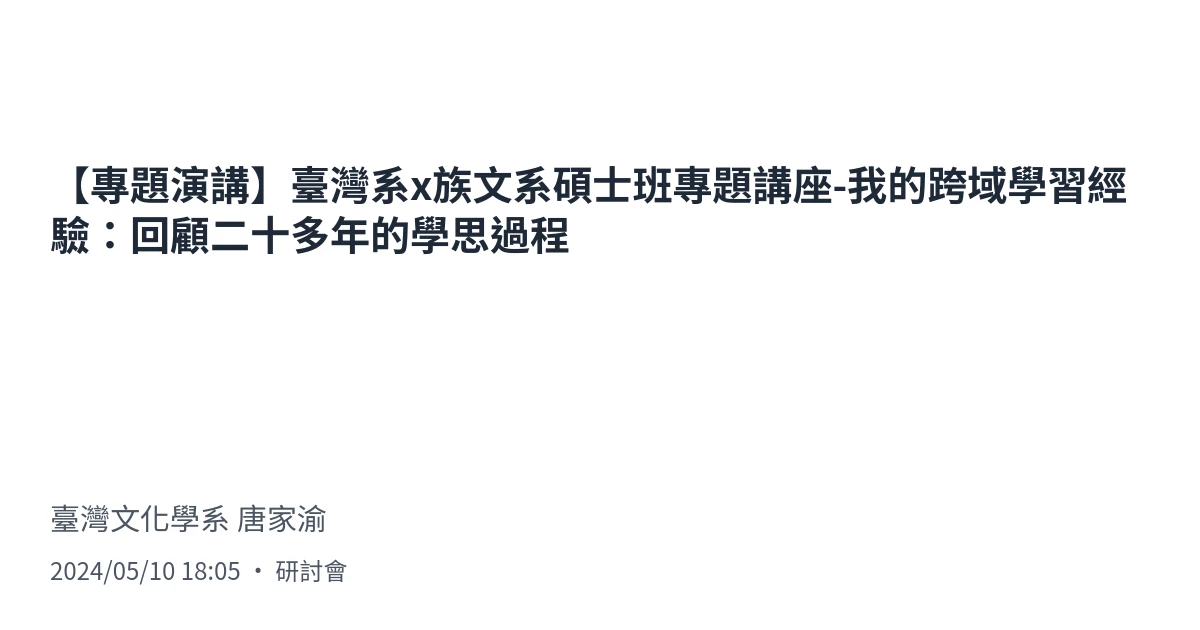 【專題演講】臺灣系x族文系碩士班專題講座-我的跨域學習經
驗：回顧二十多年的學思過程
臺灣文化學系 唐家渝
2024/05/10 18:05 ・ 研討會